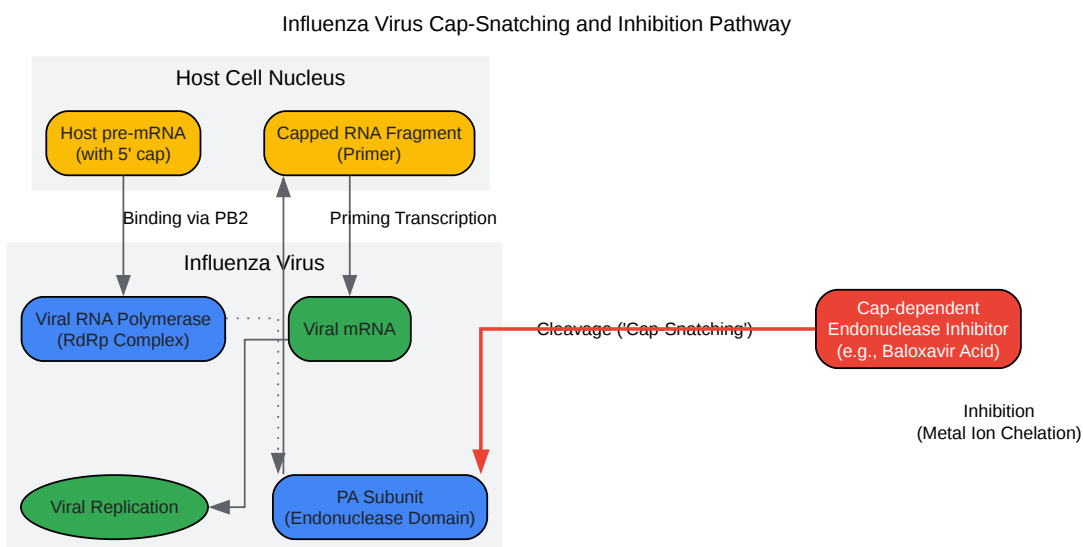 Influenza Virus Cap-Snatching and Inhibition Pathway
Host Cell Nucleus
Host pre-mRNA
(with 5' cap)
Capped RNA Fragment
(Primer)
Binding via PB2
Priming Transcription
Influenza Virus
Viral RNA Polymerase
(RdRp Complex)
Viral mRNA
Cleavage ('Cap-Snatching')
Cap-dependent
Endonuclease Inhibitor
(e.g., Baloxavir Acid)
Inhibition
(Metal Ion Chelation)
Viral Replication
PA Subunit
(Endonuclease Domain)